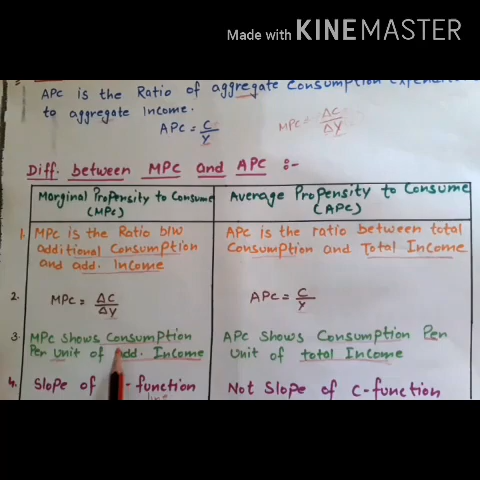 Made with KINEMASTER
APC is the Ratio of aggregate Consumption
to aggregate Income.
APC = C/Y
MPC = ΔC/ΔY
Diff. between MPC and APC :-
Marginal Propensity to Consume
(MPC)
Average Propensity to Consume
(APC)
1. MPC is the Ratio b/w
additional Consumption
and add. Income
APC is the ratio between total
Consumption and Total Income
2. MPC = ΔC/ΔY
APC = C/Y
3. MPC shows Consumption
Per Unit of add. Income
APC shows Consumption Per
Unit of total Income
4. Slope of -function
line
Not Slope of C-function